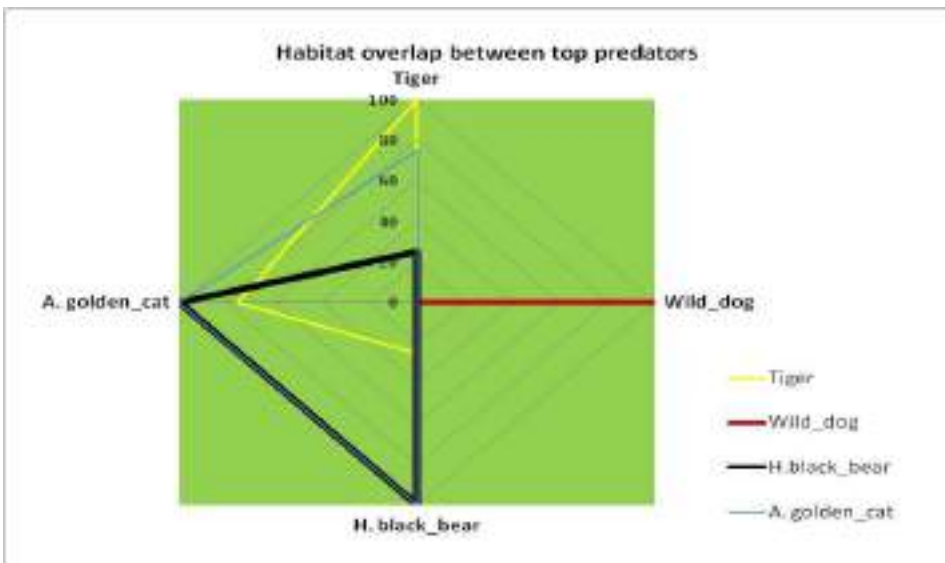 Habitat overlap between top predators
Tiger
100
80
60
40
20
0
A. golden_cat
Wild_dog
H. black_bear
Tiger
Wild_dog
H.black_bear
A. golden_cat